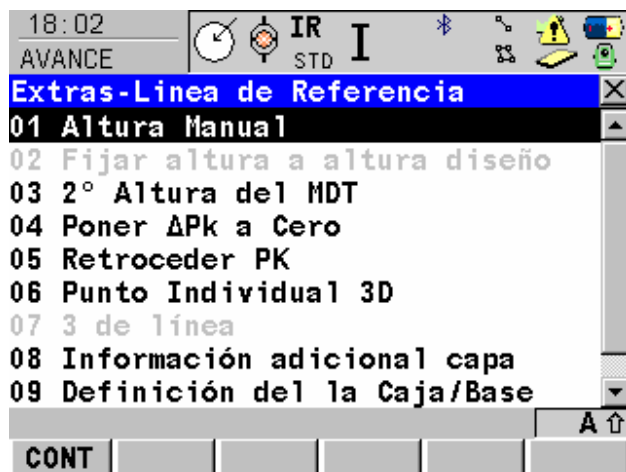 18:02
IR
AVANCE
STD
I
Extras-Linea de Referencia
01 Altura Manual
02 Fijar altura a altura diseño
03 2° Altura del MDT
04 Poner ΔPk a Cero
05 Retroceder PK
06 Punto Individual 3D
07 3 de línea
08 Información adicional capa
09 Definición del la Caja/Base
A
CONT